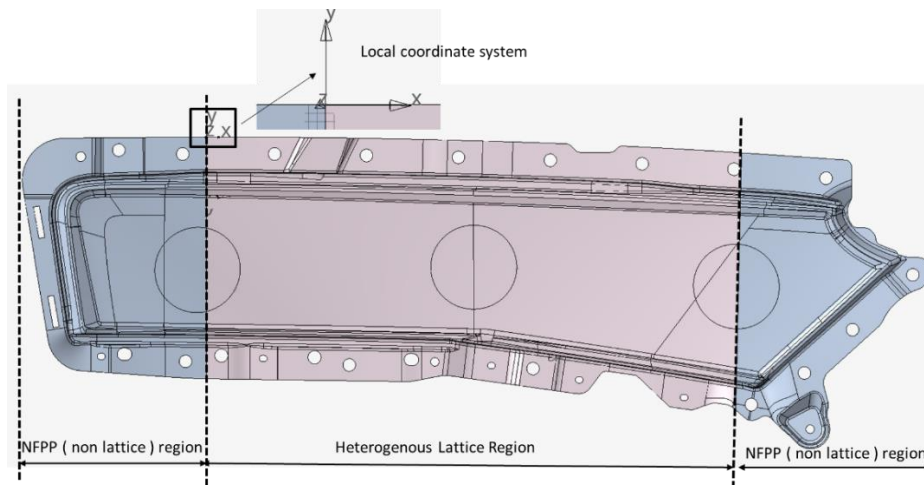 y
Local coordinate system
z
x
y
z.x
NFPP ( non lattice ) region
Heterogenous Lattice Region
NFPP ( non lattice ) region